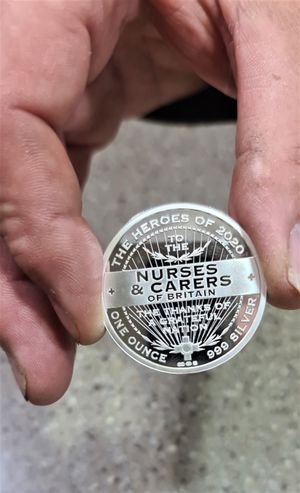 THE HEROES OF 2020
TO
THE
NURSES
& CARERS
OF BRITAIN
THE THANKS OF
GRATEFUL
NATION
ONE OUNCE
999 SILVER